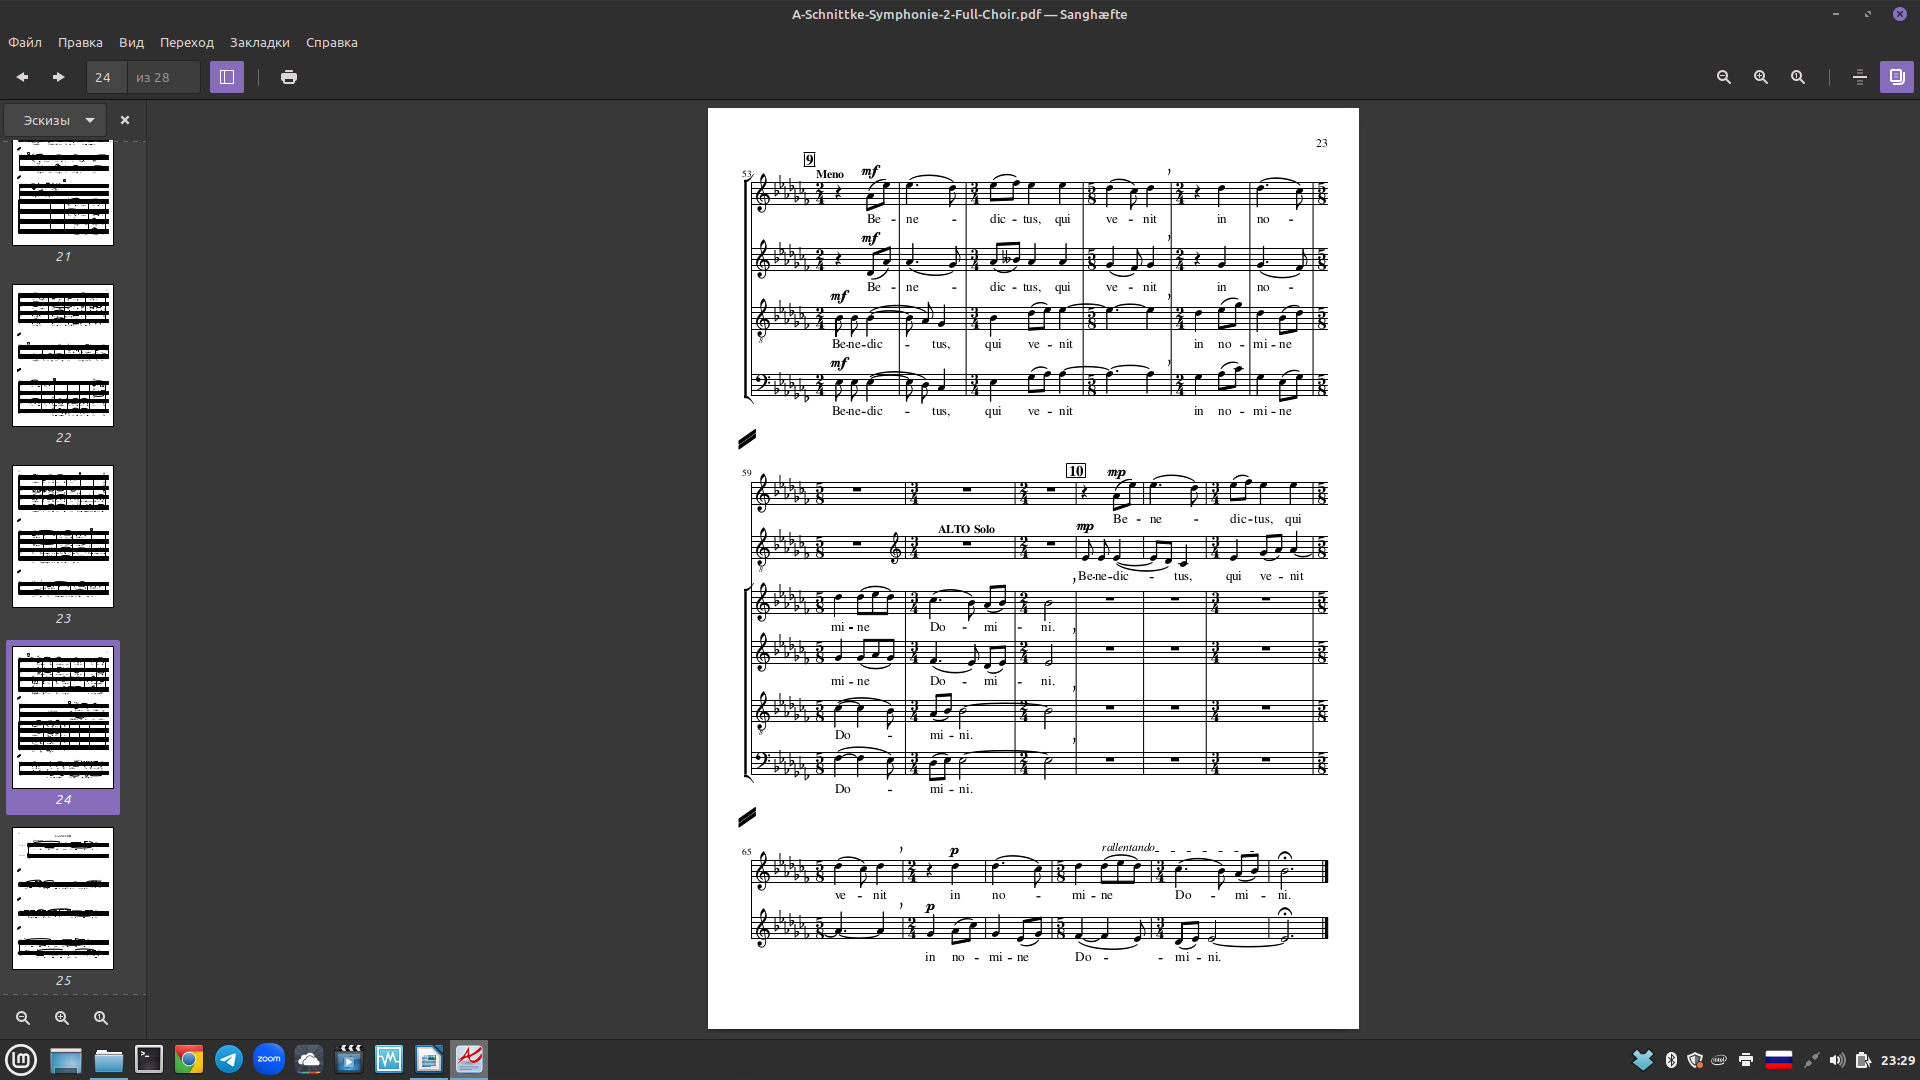 A-Schnittke-Symphonie-2-Full-Choir.pdf — Sanghæfte
Файл Правка Вид Переход Закладки Справка
24 из 28
Эскизы
21
22
23
24
25
23
9
53 Meno mf
Be - ne - dic - tus, qui ve - nit in no -
mf
Be - ne - dic - tus, qui ve - nit in no -
mf
Be-ne-dic - tus, qui ve - nit in no - mi - ne
mf
Be-ne-dic - tus, qui ve - nit in no - mi - ne
59 10 mp
Be - ne - dic-tus, qui
ALTO Solo mp
Be-ne-dic - tus, qui ve - nit
mi - ne Do - mi - ni.
mi - ne Do - mi - ni.
Do - mi - ni.
Do - mi - ni.
65 p rallentando
ve - nit in no - mi - ne Do - mi - ni.
p
in no - mi - ne Do - - mi - ni.
zoom
intel
23:29